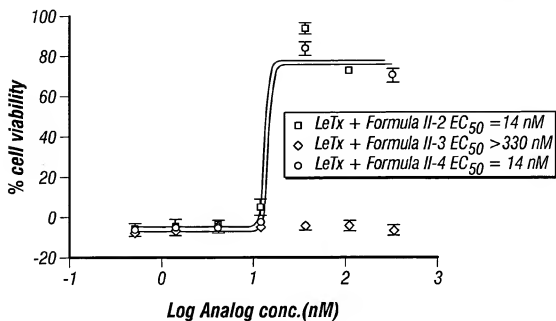 100
80
60
40
20
0
-20
% cell viability
LeTx + Formula II-2 EC50 = 14 nM
LeTx + Formula II-3 EC50 >330 nM
LeTx + Formula II-4 EC50 = 14 nM
-1 0 1 2 3
Log Analog conc.(nM)